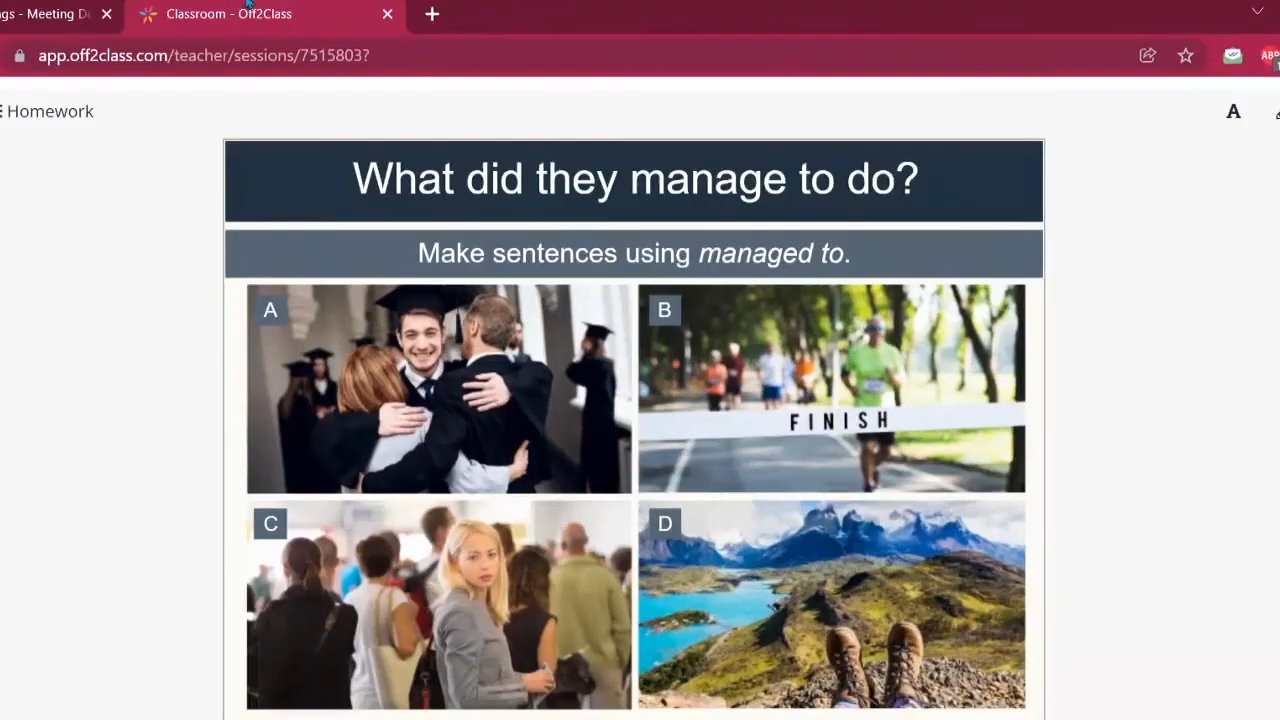 gs - Meeting D
Classroom - Off2Class
app.off2class.com/teacher/sessions/7515803?
ABP
Homework
A
What did they manage to do?
Make sentences using managed to.
A
B
FINISH
C
D